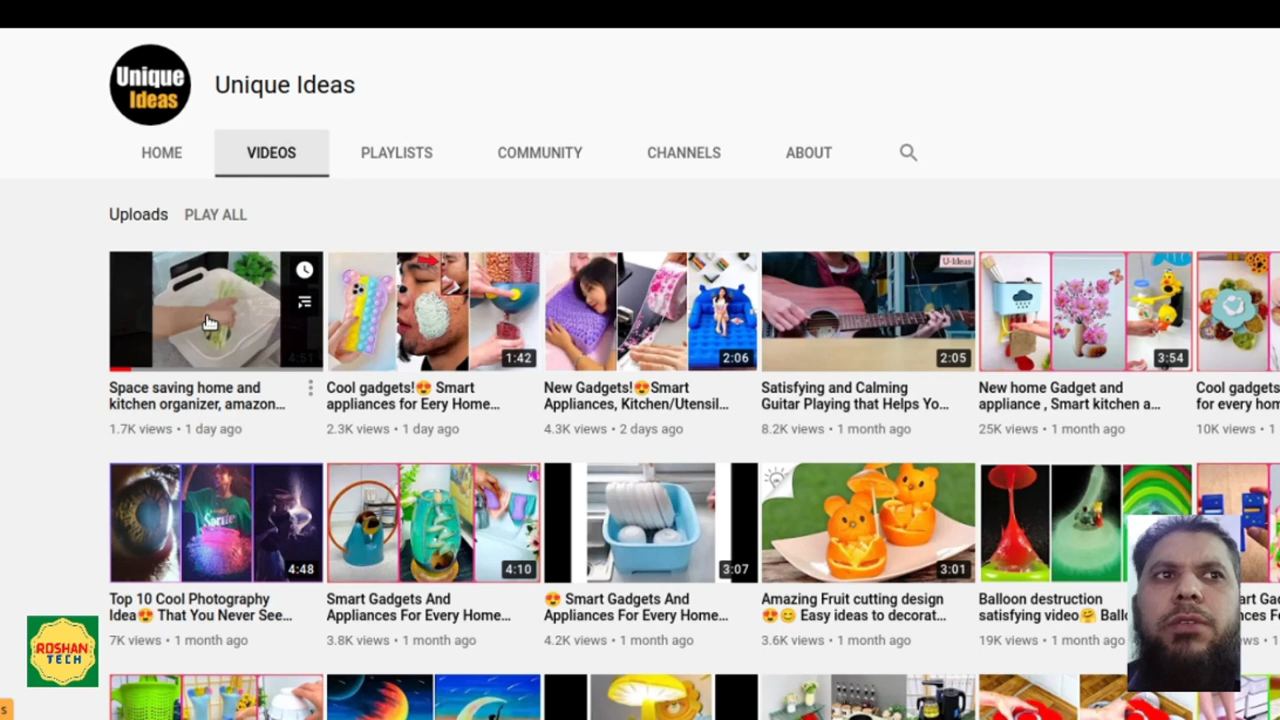 Unique
Ideas
Unique Ideas
HOME VIDEOS PLAYLISTS COMMUNITY CHANNELS ABOUT
Uploads PLAY ALL
U-Ideas
4:51 1:42 2:06 2:05 3:54
Space saving home and Cool gadgets!😍 Smart New Gadgets!😍Smart Satisfying and Calming New home Gadget and Cool gadgets
kitchen organizer, amazon... appliances for Eery Home... Appliances, Kitchen/Utensil... Guitar Playing that Helps Yo... appliance , Smart kitchen a... for every hom
1.7K views • 1 day ago 2.3K views • 1 day ago 4.3K views • 2 days ago 8.2K views • 1 month ago 25K views • 1 month ago 10K views • 1
4:48 4:10 3:07 3:01
Top 10 Cool Photography Smart Gadgets And 😍 Smart Gadgets And Amazing Fruit cutting design Balloon destruction
Idea😍 That You Never See... Appliances For Every Home... Appliances For Every Home... 😍😊 Easy ideas to decorat... satisfying video🤗 Ball
7K views • 1 month ago 3.8K views • 1 month ago 4.2K views • 1 month ago 3.6K views • 1 month ago 19K views • 1 month ago
ROSHAN
TECH